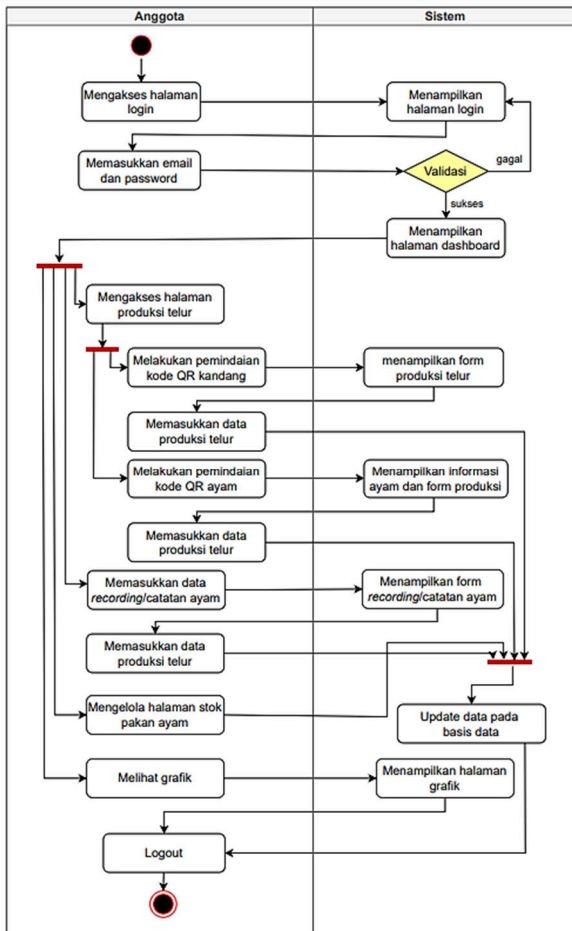 Anggota
Sistem
Mengakses halaman
login
Menampilkan
halaman login
Memasukkan email
dan password
Validasi
gagal
sukses
Menampilkan
halaman dashboard
Mengakses halaman
produksi telur
Melakukan pemindaian
kode QR kandang
menampilkan form
produksi telur
Memasukkan data
produksi telur
Melakukan pemindaian
kode QR ayam
Menampilkan informasi
ayam dan form produksi
Memasukkan data
produksi telur
Memasukkan data
recording/catatan ayam
Menampilkan form
recording/catatan ayam
Memasukkan data
produksi telur
Mengelola halaman stok
pakan ayam
Update data pada
basis data
Melihat grafik
Menampilkan halaman
grafik
Logout